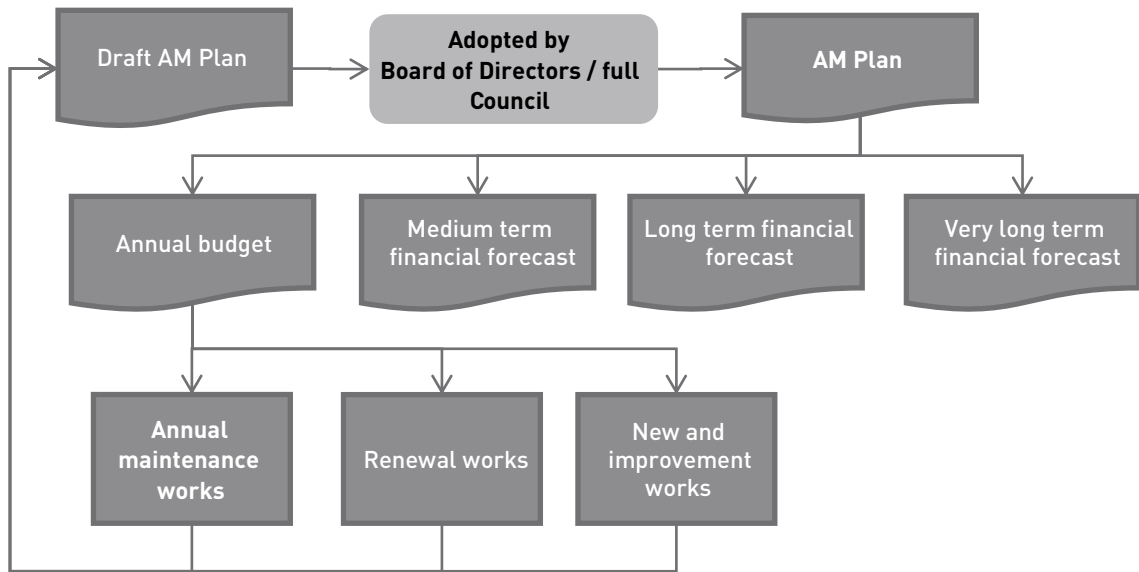 Draft AM Plan
Adopted by
Board of Directors / full
Council
AM Plan
Annual budget
Medium term
financial forecast
Long term financial
forecast
Very long term
financial forecast
Annual
maintenance
works
Renewal works
New and
improvement
works